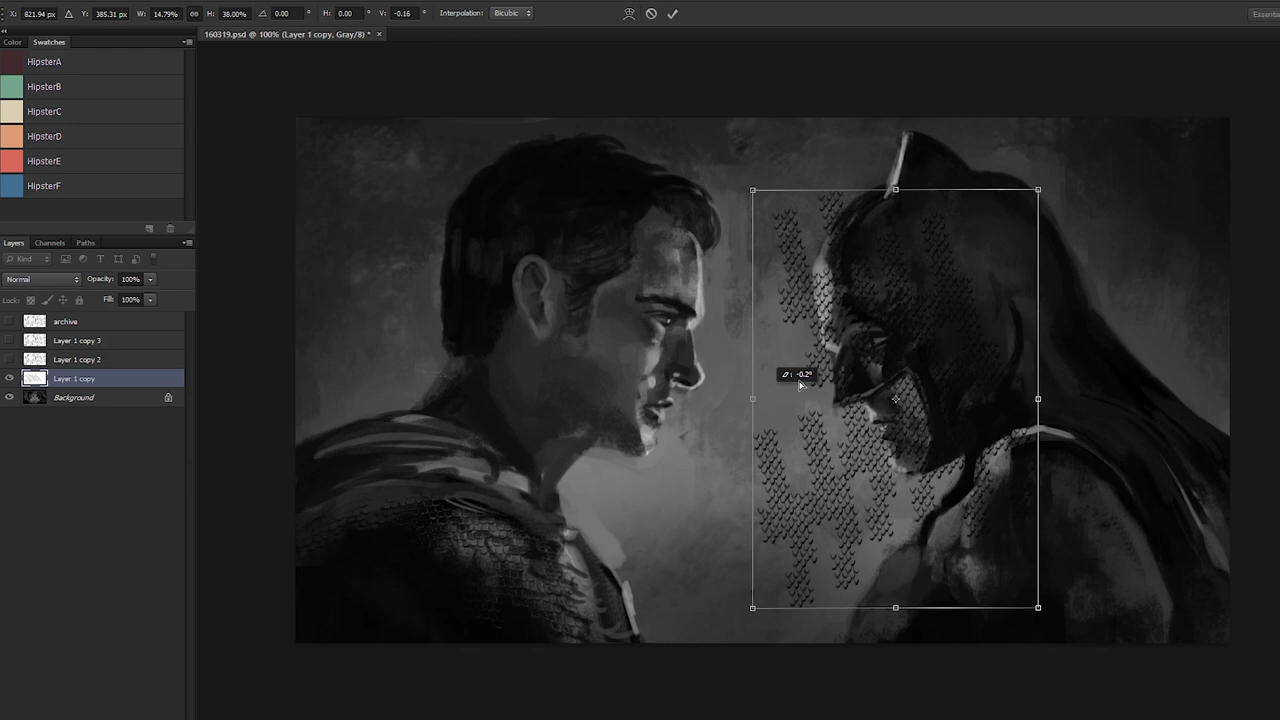 X: 821.94 px Y: 385.31 px W: 14.79% H: 38.00% 0.00 ° H: 0.00 ° V: -0.16 ° Interpolation: Bicubic
Essentia
160319.psd @ 100% (Layer 1 copy, Gray/8) * ×
Color Swatches
HipsterA
HipsterB
HipsterC
HipsterD
HipsterE
HipsterF
Layers Channels Paths
Kind
Normal Opacity: 100%
Lock: Fill: 100%
archive
Layer 1 copy 3
Layer 1 copy 2
Layer 1 copy
Background
: -0.2°